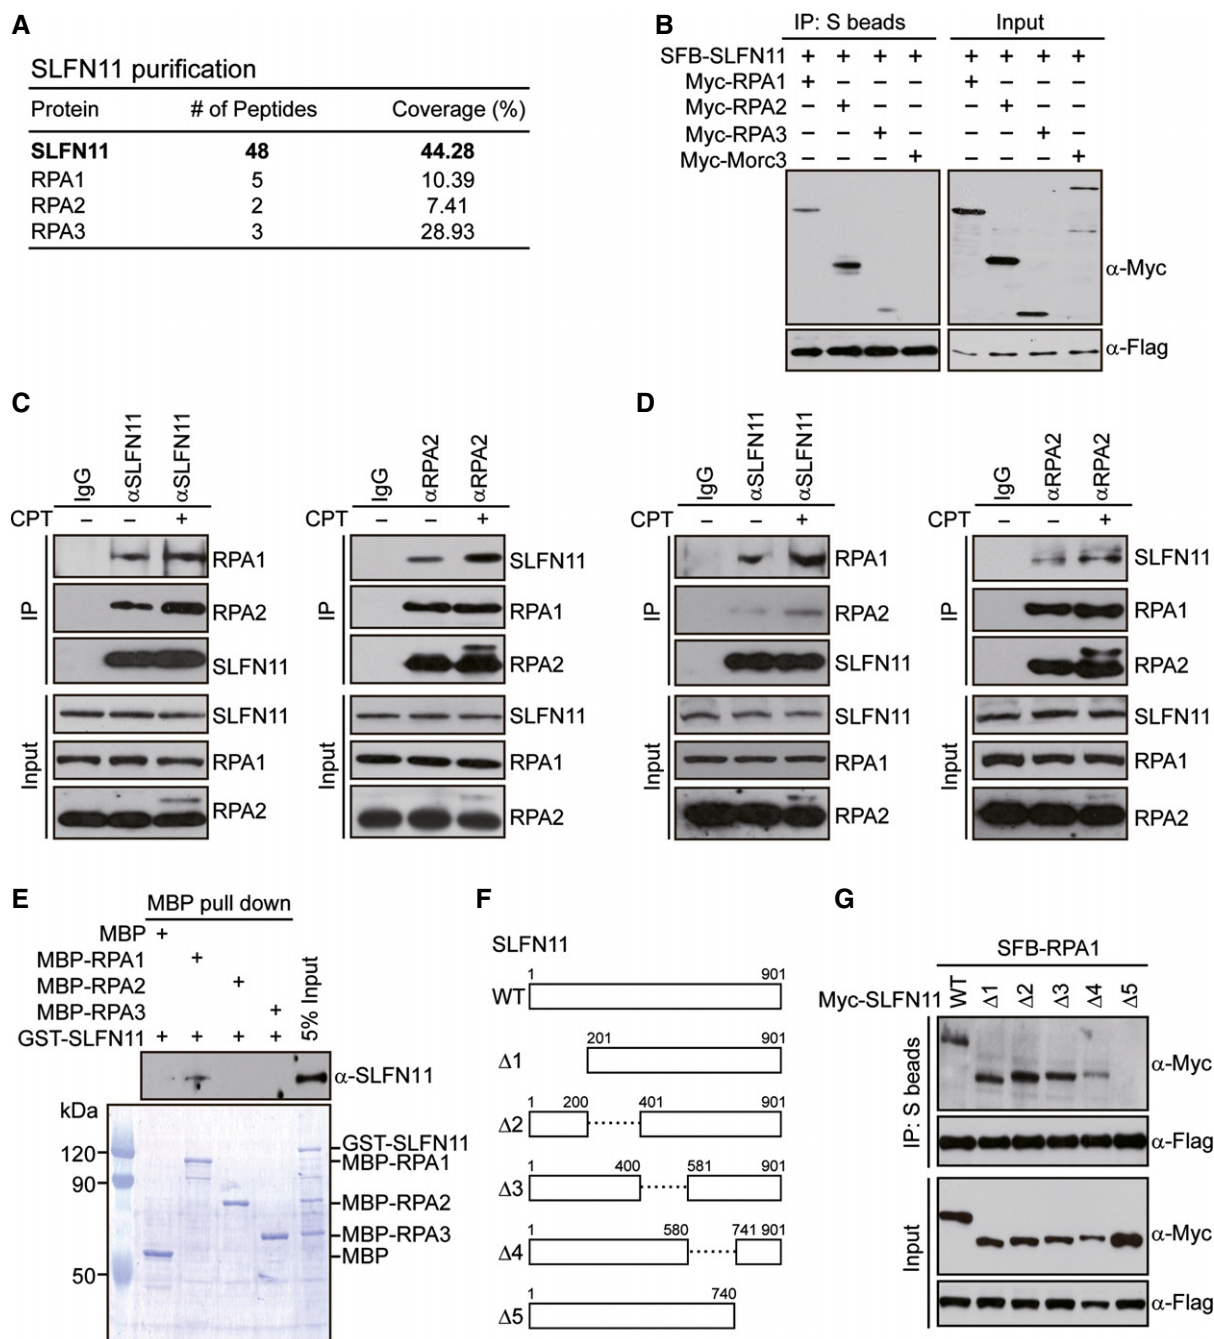 A
SLFN11 purification
Protein # of Peptides Coverage (%)
SLFN11 48 44.28
RPA1 5 10.39
RPA2 2 7.41
RPA3 3 28.93
B
IP: S beads Input
SFB-SLFN11 + + + + + + + +
Myc-RPA1 + – – – + – – –
Myc-RPA2 – + – – – + – –
Myc-RPA3 – – + – – – + –
Myc-Morc3 – – – + – – – +
α-Myc
α-Flag
C
IgG αSLFN11 αSLFN11
CPT – – +
IP
RPA1
RPA2
SLFN11
Input
SLFN11
RPA1
RPA2
IgG αRPA2 αRPA2
CPT – – +
IP
SLFN11
RPA1
RPA2
Input
SLFN11
RPA1
RPA2
D
IgG αSLFN11 αSLFN11
CPT – – +
IP
RPA1
RPA2
SLFN11
Input
SLFN11
RPA1
RPA2
IgG αRPA2 αRPA2
CPT – – +
IP
SLFN11
RPA1
RPA2
Input
SLFN11
RPA1
RPA2
E
MBP pull down
MBP +
MBP-RPA1 +
MBP-RPA2 +
MBP-RPA3 +
GST-SLFN11 + + + +
5% Input
α-SLFN11
kDa
120
90
50
GST-SLFN11
MBP-RPA1
MBP-RPA2
MBP-RPA3
MBP
F
SLFN11
1 901
WT
201 901
Δ1
1 200 401 901
Δ2
1 400 581 901
Δ3
1 580 741 901
Δ4
1 740
Δ5
G
SFB-RPA1
Myc-SLFN11 WT Δ1 Δ2 Δ3 Δ4 Δ5
IP: S beads
α-Myc
α-Flag
Input
α-Myc
α-Flag